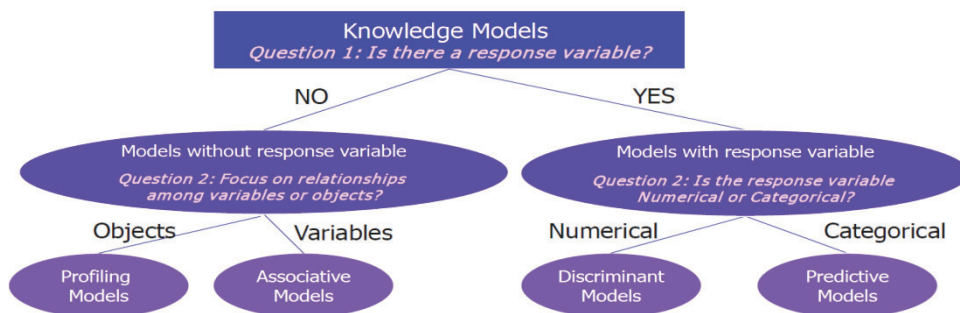 Knowledge Models
Question 1: Is there a response variable?
NO
YES
Models without response variable
Question 2: Focus on relationships
among variables or objects?
Models with response variable
Question 2: Is the response variable
Numerical or Categorical?
Objects
Variables
Numerical
Categorical
Profiling
Models
Associative
Models
Discriminant
Models
Predictive
Models